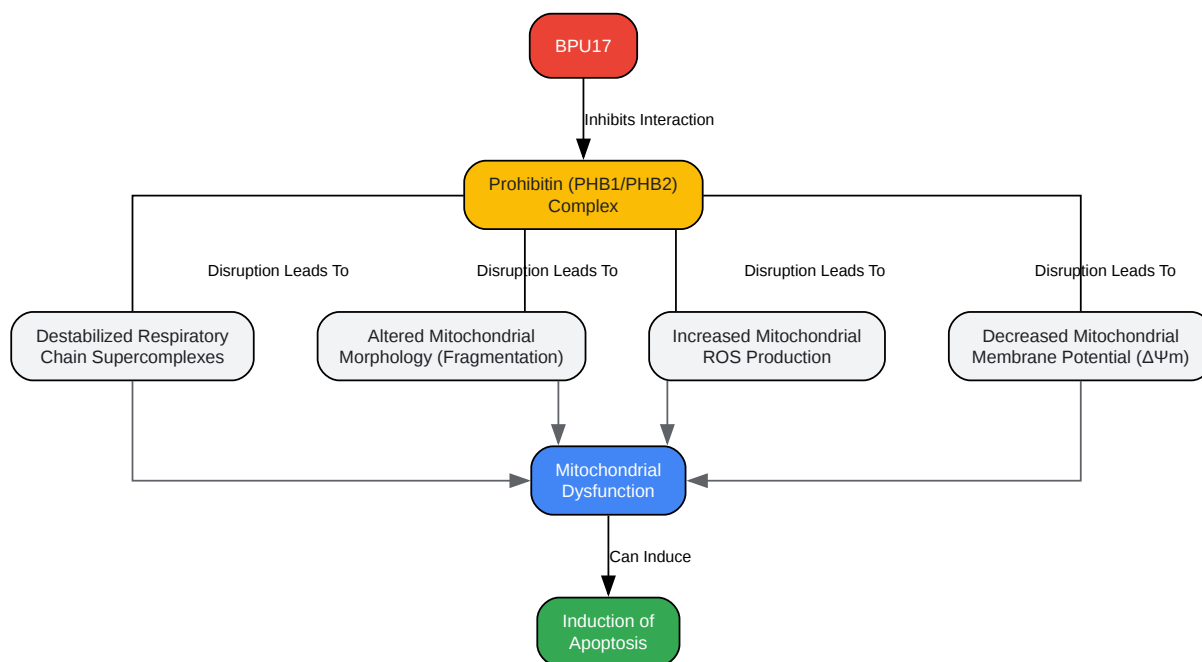 BPU17
Inhibits Interaction
Prohibitin (PHB1/PHB2)
Complex
Disruption Leads To
Disruption Leads To
Disruption Leads To
Disruption Leads To
Destabilized Respiratory
Chain Supercomplexes
Altered Mitochondrial
Morphology (Fragmentation)
Increased Mitochondrial
ROS Production
Decreased Mitochondrial
Membrane Potential (ΔΨm)
Mitochondrial
Dysfunction
Can Induce
Induction of
Apoptosis